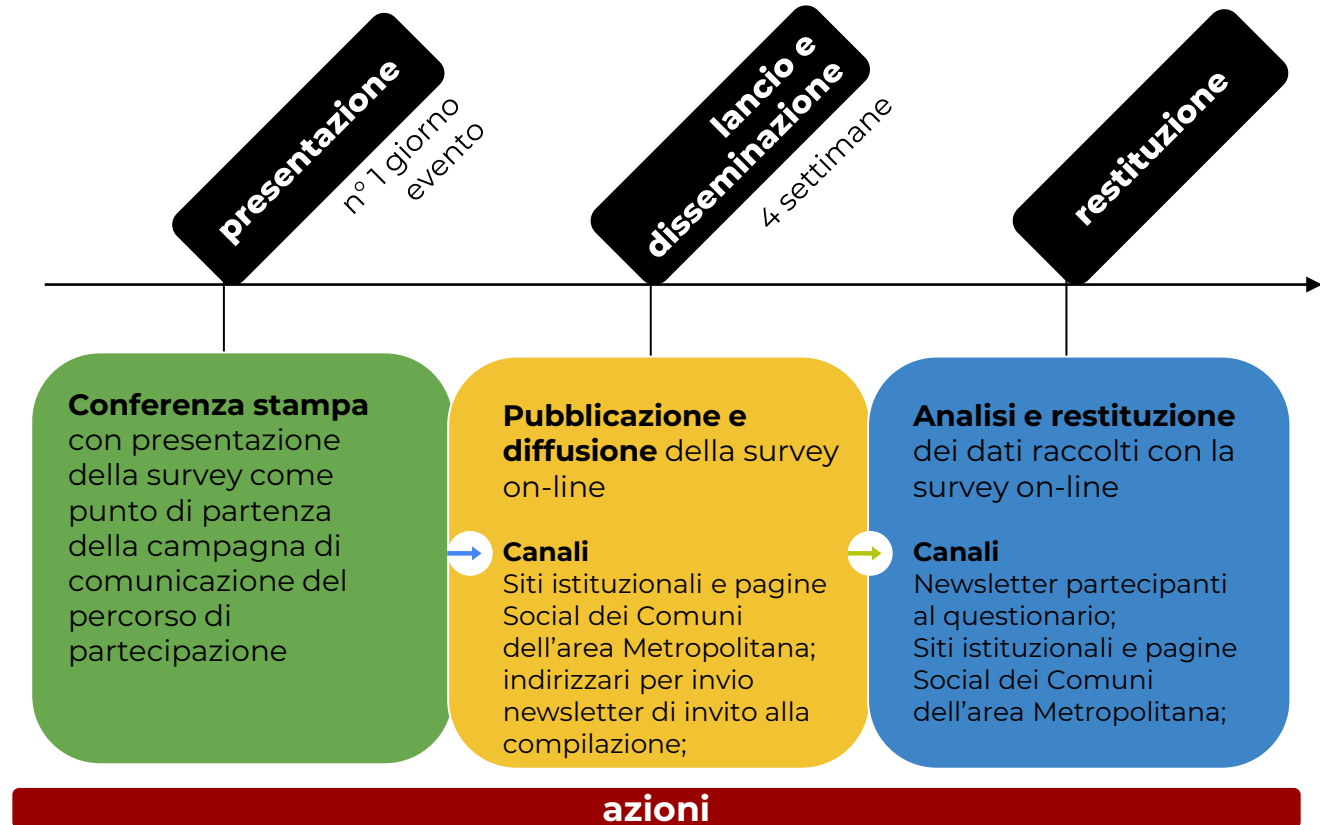 presentazione
n° 1 giorno
evento
lancio e
disseminazione
4 settimane
restituzione
Conferenza stampa
con presentazione
della survey come
punto di partenza
della campagna di
comunicazione del
percorso di
partecipazione
Pubblicazione e
diffusione della survey
on-line
Canali
Siti istituzionali e pagine
Social dei Comuni
dell’area Metropolitana;
indirizzari per invio
newsletter di invito alla
compilazione;
Analisi e restituzione
dei dati raccolti con la
survey on-line
Canali
Newsletter partecipanti
al questionario;
Siti istituzionali e pagine
Social dei Comuni
dell’area Metropolitana;
azioni